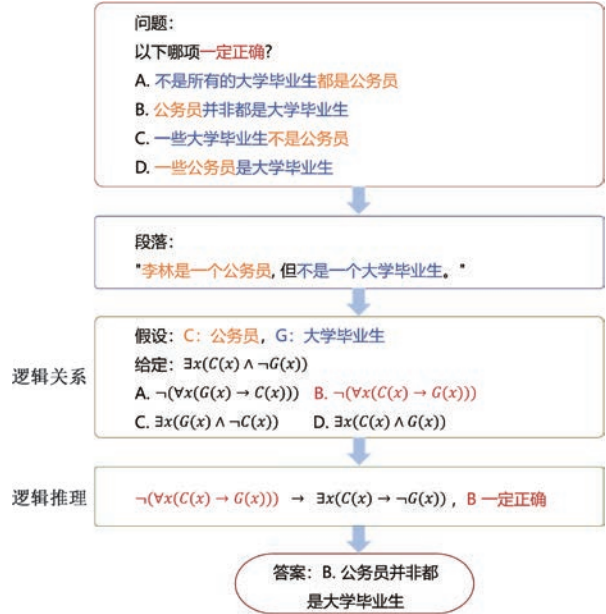 问题：
以下哪项一定正确?
A. 不是所有的大学毕业生都是公务员
B. 公务员并非都是大学毕业生
C. 一些大学毕业生不是公务员
D. 一些公务员是大学毕业生
段落：
"李林是一个公务员, 但不是一个大学毕业生。"
逻辑关系
假设：C：公务员，G：大学毕业生
给定：∃x(C(x) ∧ ¬G(x))
A. ¬(∀x(G(x) → C(x))) B. ¬(∀x(C(x) → G(x)))
C. ∃x(G(x) ∧ ¬C(x)) D. ∃x(C(x) ∧ G(x))
逻辑推理
¬(∀x(C(x) → G(x))) → ∃x(C(x) → ¬G(x)) , B 一定正确
答案：B. 公务员并非都
是大学毕业生